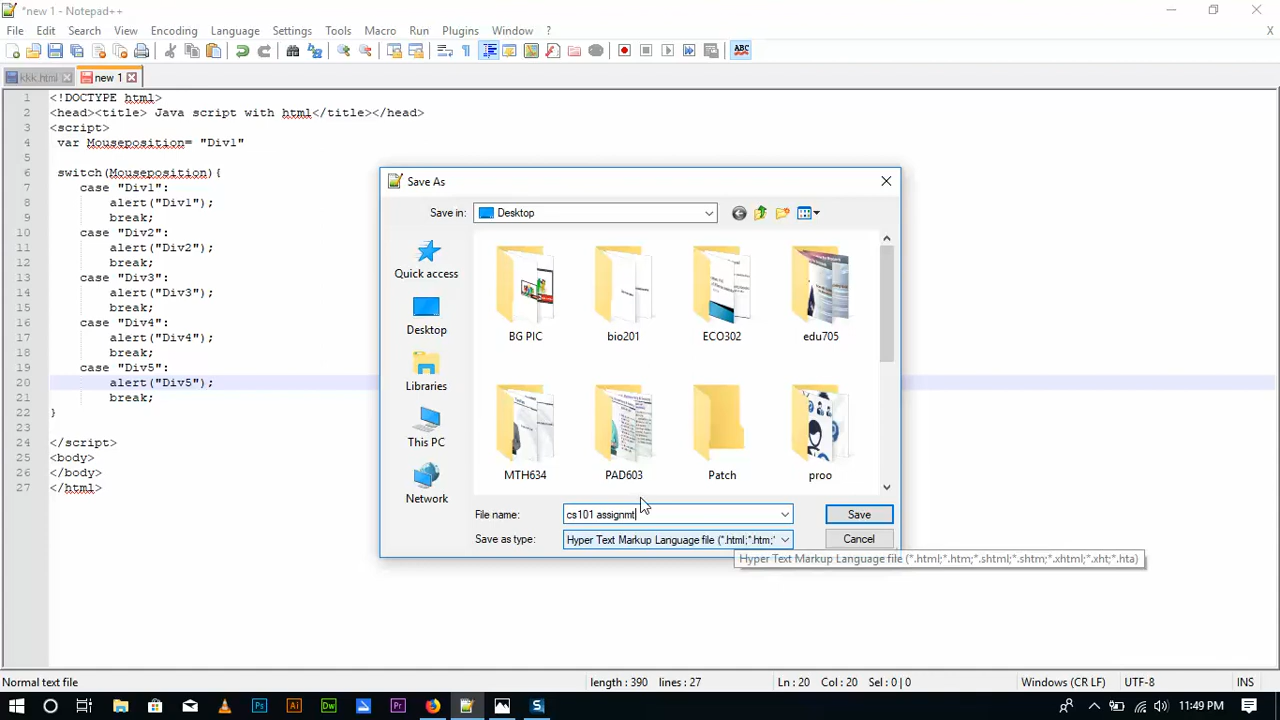 *new 1 - Notepad++
File Edit Search View Encoding Language Settings Tools Macro Run Plugins Window ? X
ABC
kkk.html new 1
1 <!DOCTYPE html>
2 <head><title> Java script with html</title></head>
3 <script>
4 var Mouseposition= "Div1"
5
6 switch(Mouseposition){
7 case "Div1":
8 alert("Div1");
9 break;
10 case "Div2":
11 alert("Div2");
12 break;
13 case "Div3":
14 alert("Div3");
15 break;
16 case "Div4":
17 alert("Div4");
18 break;
19 case "Div5":
20 alert("Div5");
21 break;
22 }
23
24 </script>
25 <body>
26 </body>
27 </html>
Save As
Save in: Desktop
Quick access
Desktop
Libraries
This PC
Network
BG PIC bio201 ECO302 edu705
MTH634 PAD603 Patch proo
File name: cs101 assignmt Save
Save as type: Hyper Text Markup Language file (*.html;*.htm;* Cancel
Hyper Text Markup Language file (*.html;*.htm;*.shtml;*.shtm;*.xhtml;*.xht;*.hta)
Normal text file length : 390 lines : 27 Ln : 20 Col : 20 Sel : 0 | 0 Windows (CR LF) UTF-8 INS
Ps Ai Dw Pr S 11:49 PM